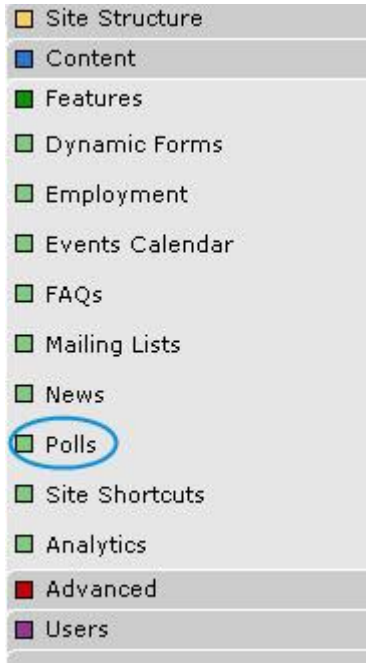 Site Structure
Content
Features
Dynamic Forms
Employment
Events Calendar
FAQs
Mailing Lists
News
Polls
Site Shortcuts
Analytics
Advanced
Users